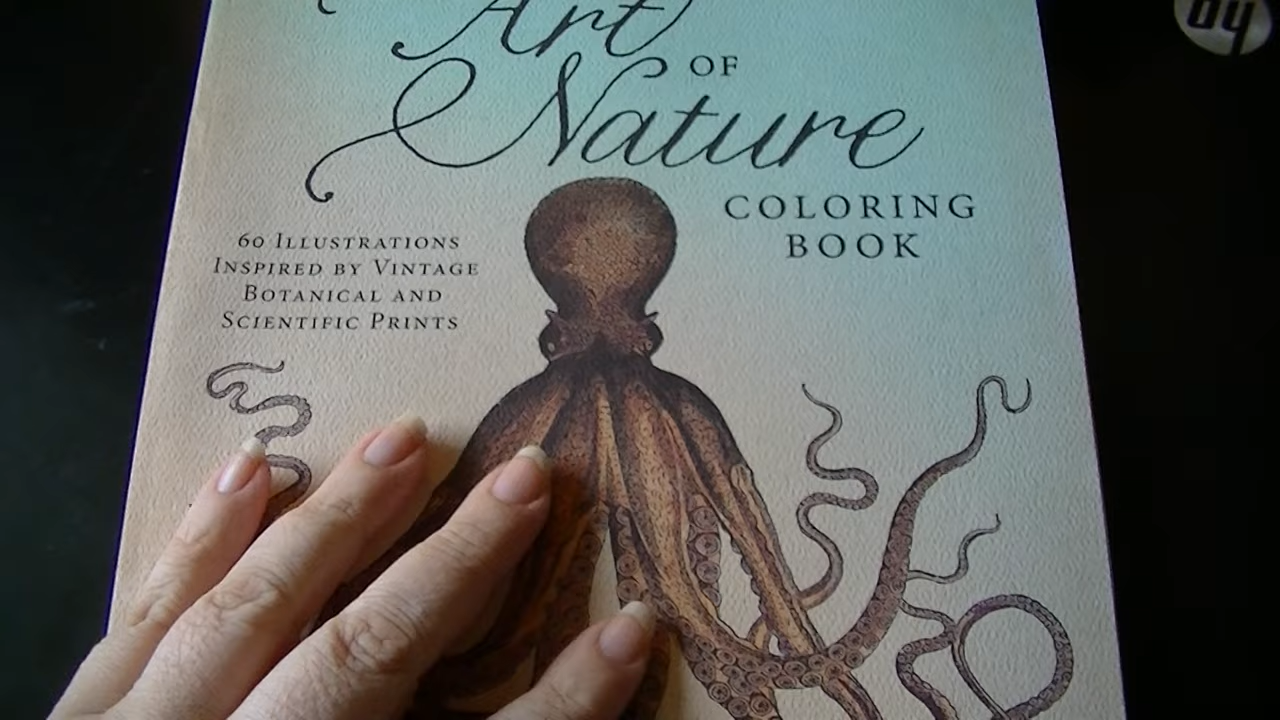 Art
OF
Nature
COLORING
BOOK
60 ILLUSTRATIONS
INSPIRED BY VINTAGE
BOTANICAL AND
SCIENTIFIC PRINTS